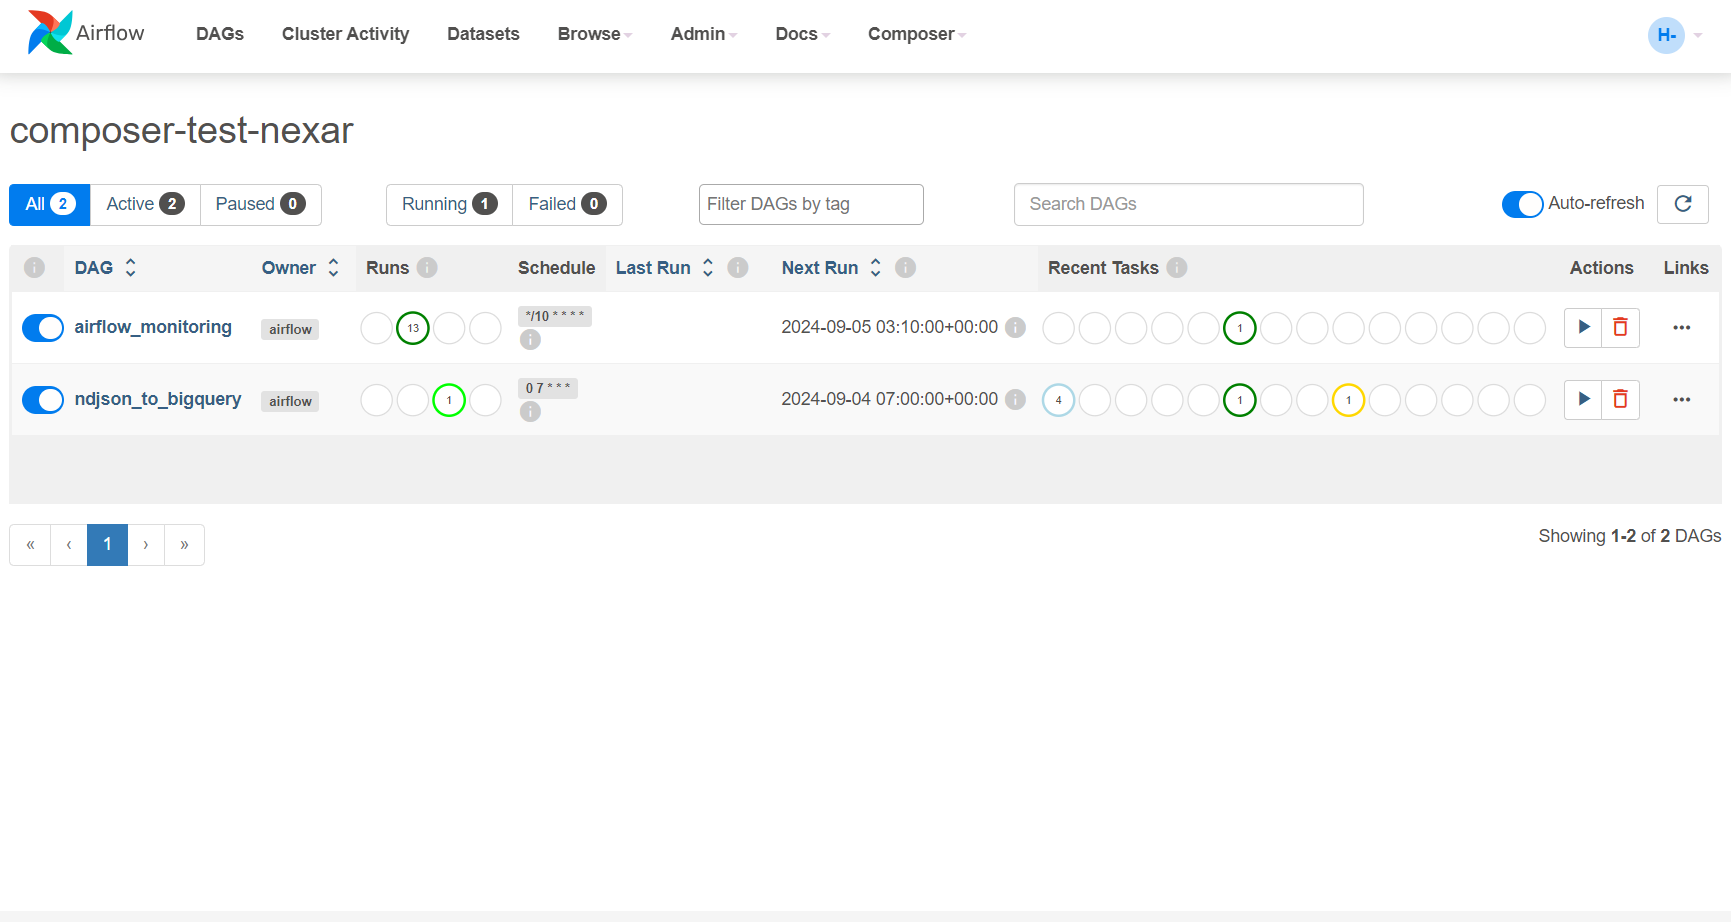 Airflow DAGs Cluster Activity Datasets Browse Admin Docs Composer H-
composer-test-nexar
All 2 Active 2 Paused 0 Running 1 Failed 0 Filter DAGs by tag Search DAGs Auto-refresh
i DAG Owner Runs i Schedule Last Run i Next Run i Recent Tasks i Actions Links
airflow_monitoring airflow 13 */10 * * * * i 2024-09-05 03:10:00+00:00 i 1 •••
ndjson_to_bigquery airflow 1 0 7 * * * i 2024-09-04 07:00:00+00:00 i 4 1 1 •••
« ‹ 1 › » Showing 1-2 of 2 DAGs